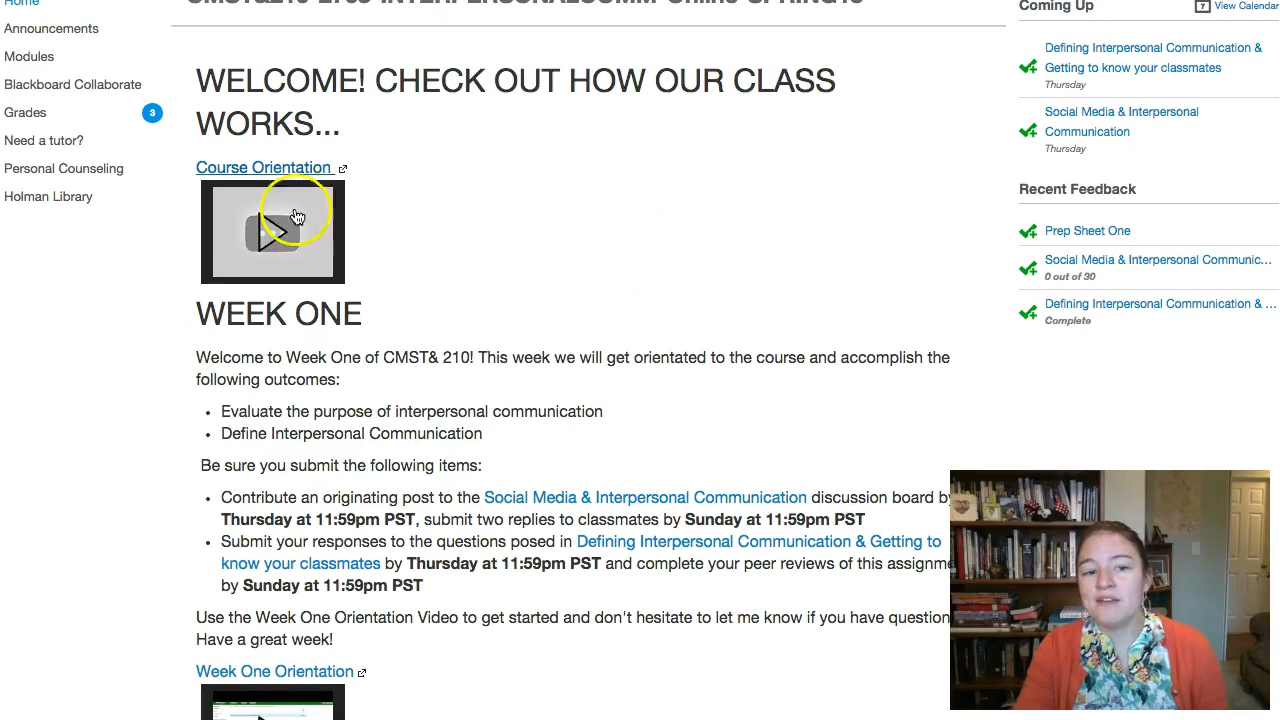 Home
Announcements
Modules
Blackboard Collaborate
Grades
3
Need a tutor?
Personal Counseling
Holman Library
CMST&210-2703-INTERPERSONALCOMM-Online-SPRING15
WELCOME! CHECK OUT HOW OUR CLASS
WORKS...
Course Orientation
WEEK ONE
Welcome to Week One of CMST& 210! This week we will get orientated to the course and accomplish the
following outcomes:
Evaluate the purpose of interpersonal communication
Define Interpersonal Communication
Be sure you submit the following items:
Contribute an originating post to the Social Media & Interpersonal Communication discussion board by
Thursday at 11:59pm PST, submit two replies to classmates by Sunday at 11:59pm PST
Submit your responses to the questions posed in Defining Interpersonal Communication & Getting to
know your classmates by Thursday at 11:59pm PST and complete your peer reviews of this assignme
by Sunday at 11:59pm PST
Use the Week One Orientation Video to get started and don't hesitate to let me know if you have question
Have a great week!
Week One Orientation
Coming Up
7 View Calendar
Defining Interpersonal Communication &
Getting to know your classmates
Thursday
Social Media & Interpersonal
Communication
Thursday
Recent Feedback
Prep Sheet One
Social Media & Interpersonal Communic...
0 out of 30
Defining Interpersonal Communication & ...
Complete